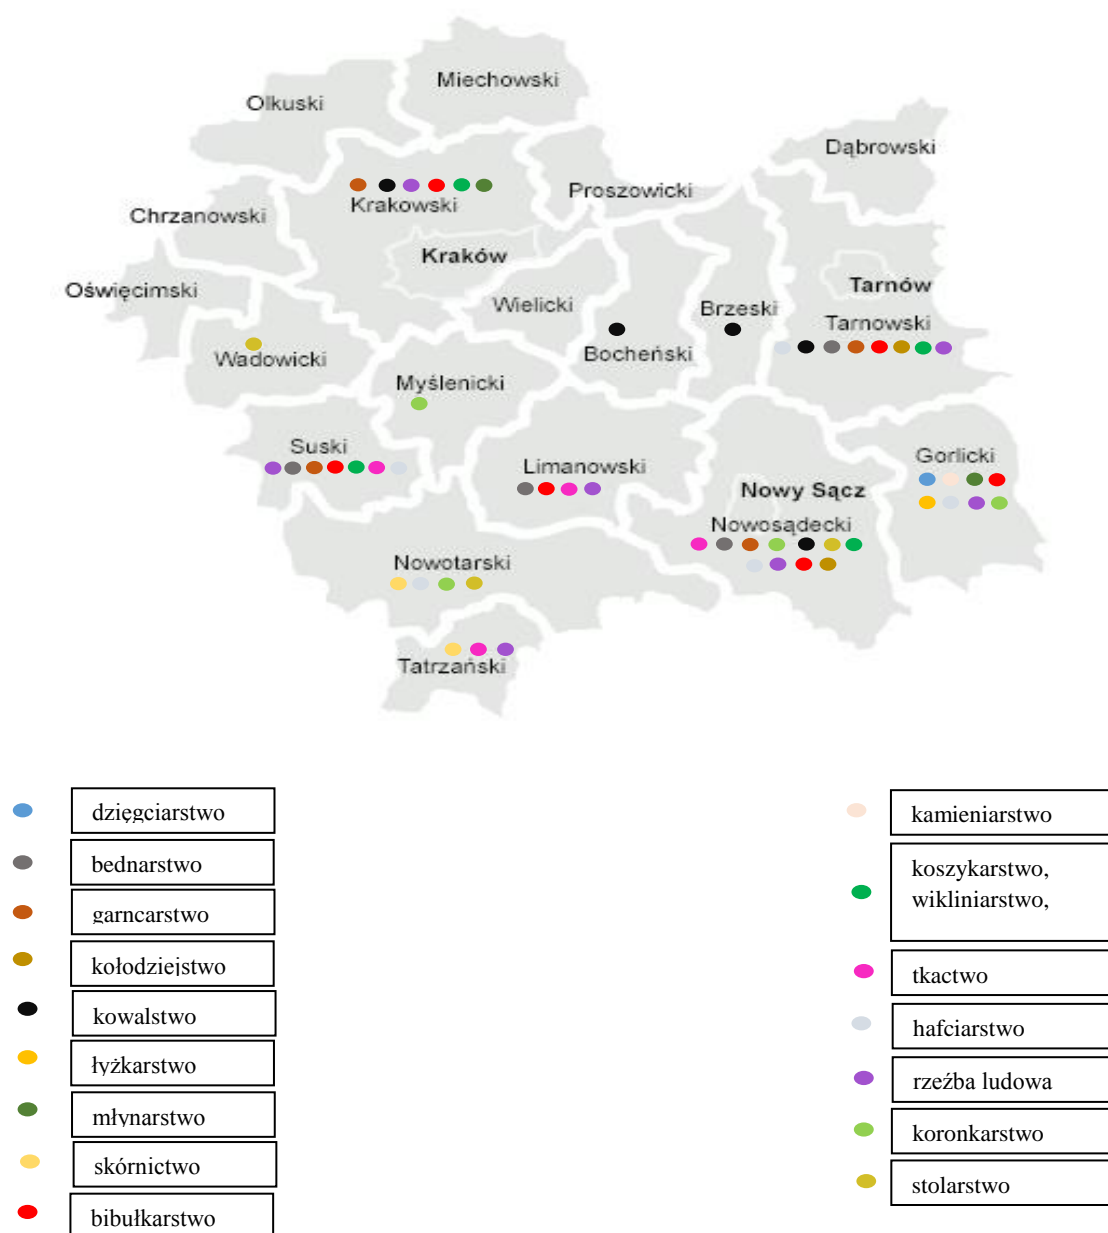 Miechowski
Olkuski
Dąbrowski
Proszowicki
Krakowski
Chrzanowski
Kraków
Tarnów
Oświęcimski
Wielicki
Brzeski
Tarnowski
Wadowicki
Bocheński
Myślenicki
Suski
Gorlicki
Limanowski
Nowy Sącz
Nowosądecki
Nowotarski
Tatrzański
dzięgciarstwo
bednarstwo
garncarstwo
kołodziejstwo
kowalstwo
łyżkarstwo
młynarstwo
skórnictwo
bibułkarstwo
kamieniarstwo
koszykarstwo,
wikliniarstwo,
tkactwo
hafciarstwo
rzeźba ludowa
koronkarstwo
stolarstwo